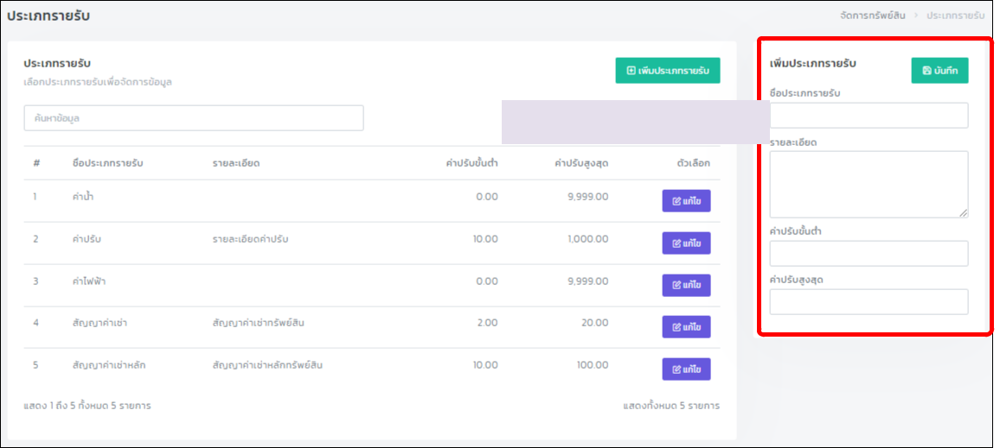 ประเภทรายรับ
จัดการทรัพย์สิน > ประเภทรายรับ
ประเภทรายรับ
เลือกประเภทรายรับเพื่อจัดการข้อมูล
เพิ่มประเภทรายรับ
ค้นหาข้อมูล
# ชื่อประเภทรายรับ รายละเอียด ค่าปรับขั้นต่ำ ค่าปรับสูงสุด ตัวเลือก
1 ค่าน้ำ 0.00 9,999.00 แก้ไข
2 ค่าปรับ รายละเอียดค่าปรับ 10.00 1,000.00 แก้ไข
3 ค่าไฟฟ้า 0.00 9,999.00 แก้ไข
4 สัญญาค่าเช่า สัญญาค่าเช่าทรัพย์สิน 2.00 20.00 แก้ไข
5 สัญญาค่าเช่าหลัก สัญญาค่าเช่าหลักทรัพย์สิน 10.00 100.00 แก้ไข
แสดง 1 ถึง 5 ทั้งหมด 5 รายการ แสดงทั้งหมด 5 รายการ
เพิ่มประเภทรายรับ บันทึก
ชื่อประเภทรายรับ
รายละเอียด
ค่าปรับขั้นต่ำ
ค่าปรับสูงสุด